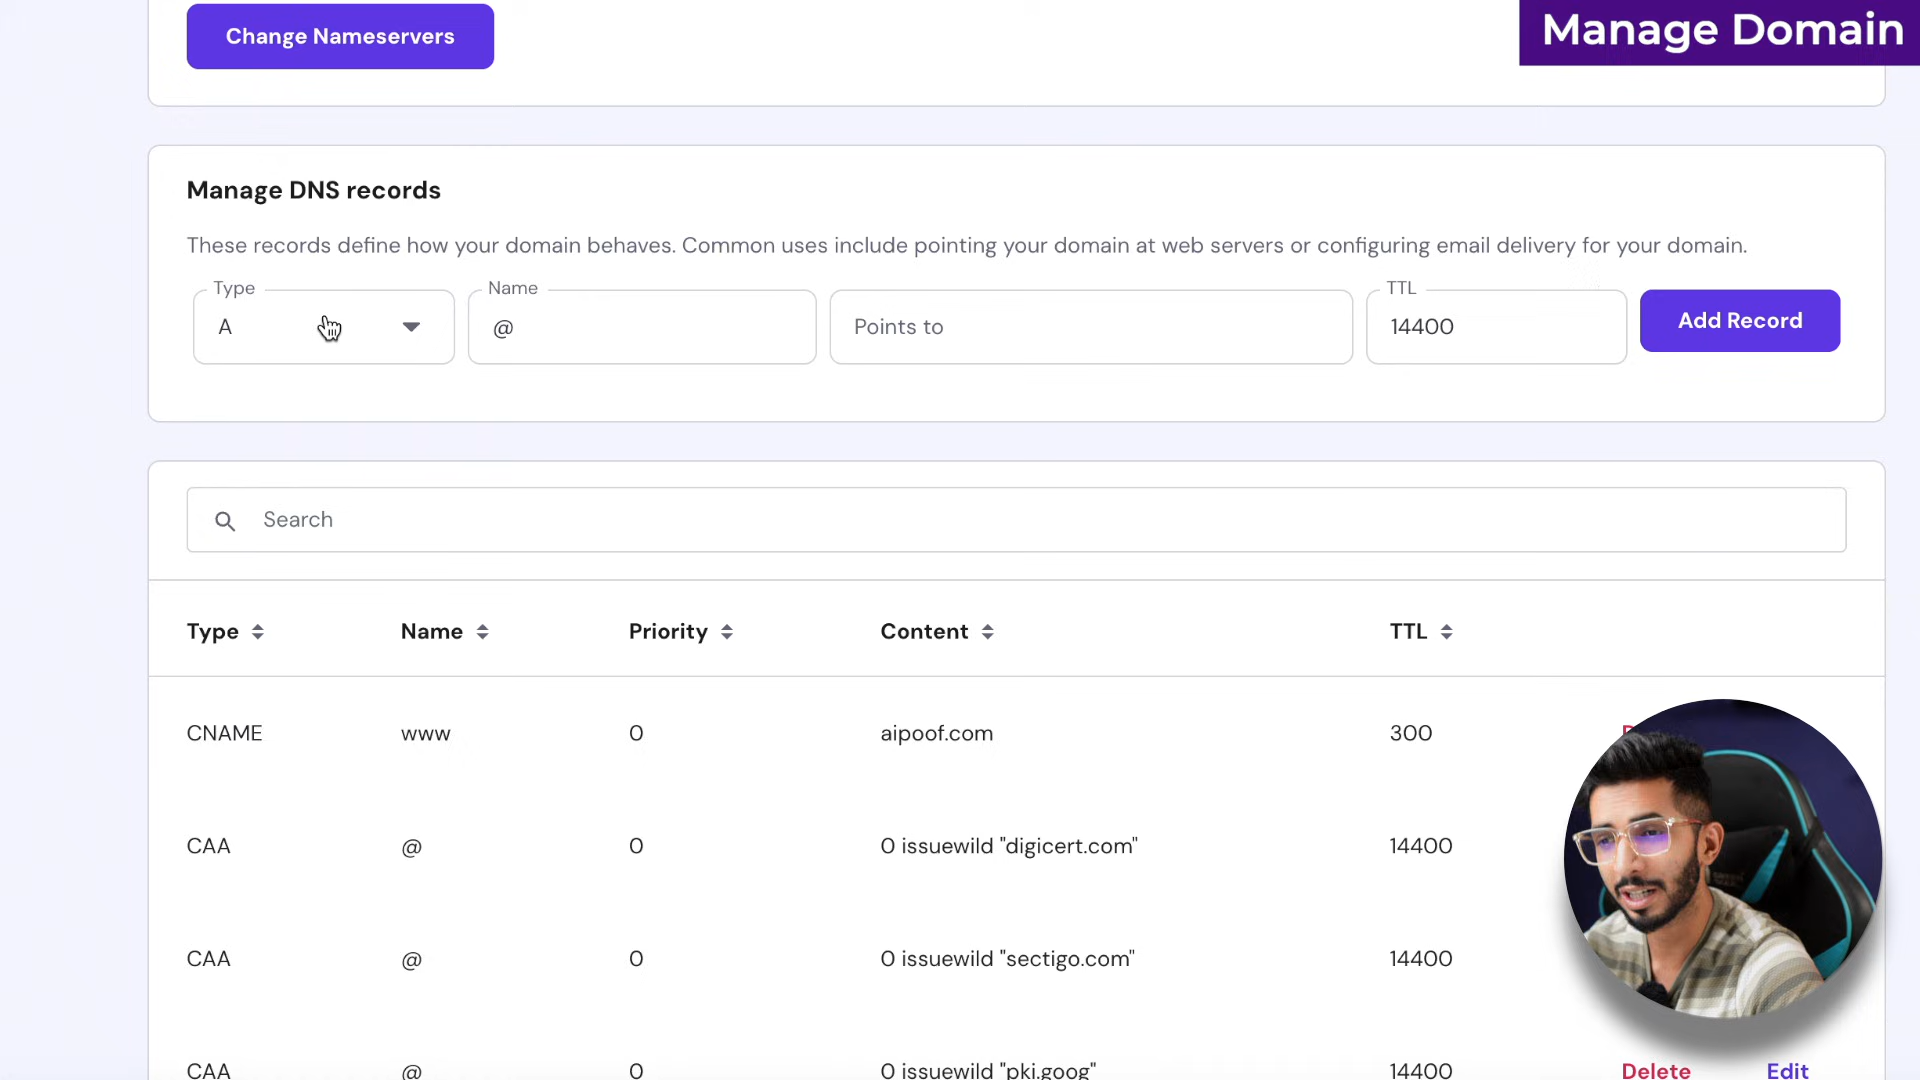 Change Nameservers
Manage Domain
Manage DNS records
These records define how your domain behaves. Common uses include pointing your domain at web servers or configuring email delivery for your domain.
Type
Name
TTL
A
@
Points to
14400
Add Record
Search
Type Name Priority Content TTL
CNAME www 0 aipoof.com 300
CAA @ 0 0 issuewild "digicert.com" 14400
CAA @ 0 0 issuewild "sectigo.com" 14400
CAA @ 0 0 issuewild "pki.goog" 14400 Delete Edit